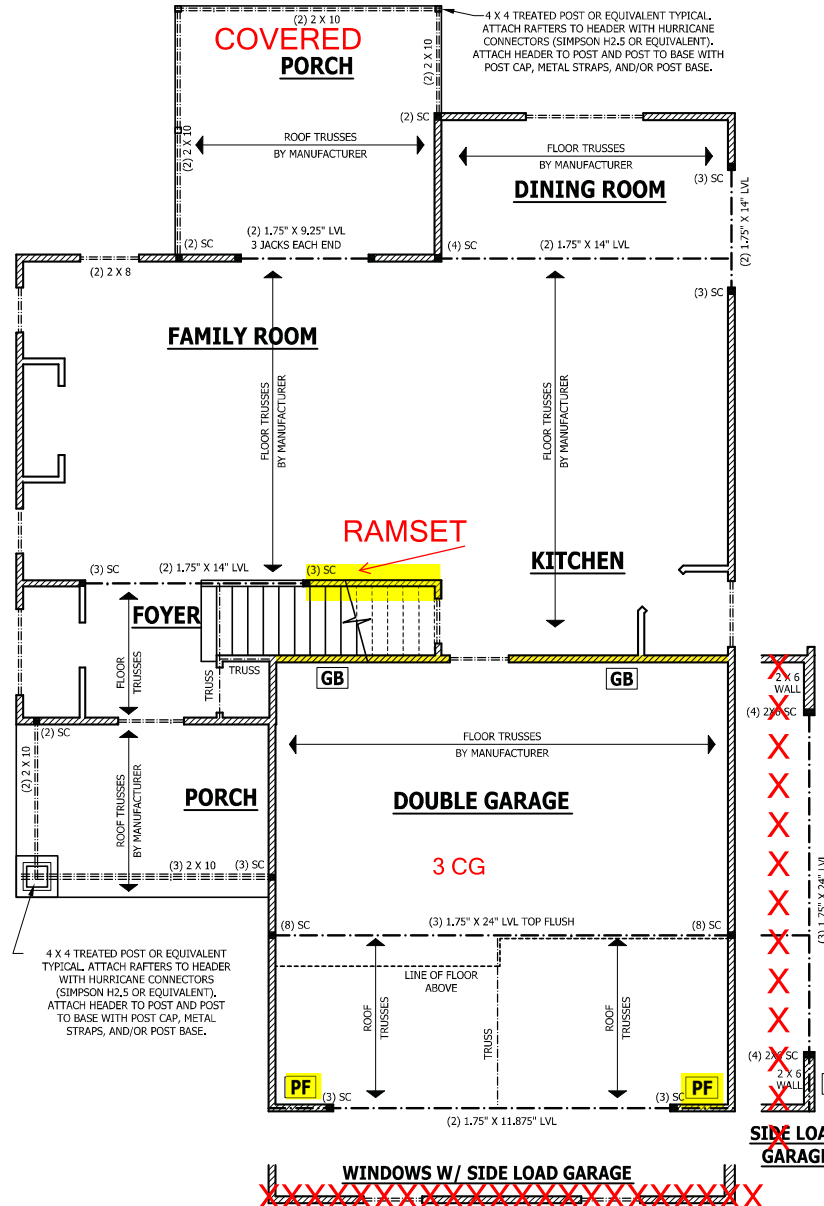 (2) 2 X 10
COVERED
PORCH
(2) 2 X 10
4 X 4 TREATED POST OR EQUIVALENT TYPICAL.
ATTACH RAFTERS TO HEADER WITH HURRICANE
CONNECTORS (SIMPSON H2.5 OR EQUIVALENT).
ATTACH HEADER TO POST AND POST TO BASE WITH
POST CAP, METAL STRAPS, AND/OR POST BASE.
(2) SC
(2) 2 X 10
ROOF TRUSSES
BY MANUFACTURER
FLOOR TRUSSES
BY MANUFACTURER
(3) SC
DINING ROOM
(2) 1.75" X 14" LVL
(2) SC
(2) 1.75" X 9.25" LVL
3 JACKS EACH END
(4) SC
(2) 1.75" X 14" LVL
(2) 2 X 8
(3) SC
FAMILY ROOM
FLOOR TRUSSES
BY MANUFACTURER
FLOOR TRUSSES
BY MANUFACTURER
RAMSET
KITCHEN
(3) SC
(2) 1.75" X 14" LVL
(3) SC
FOYER
FLOOR
TRUSSES
TRUSS
TRUSS
GB
GB
2 X 6
WALL
(4) 2X6 SC
(2) SC
(2) 2 X 10
ROOF TRUSSES
BY MANUFACTURER
FLOOR TRUSSES
BY MANUFACTURER
PORCH
DOUBLE GARAGE
3 CG
(3) 2 X 10
(3) SC
(3) 1.75" X 24" LVL
(8) SC
(3) 1.75" X 24" LVL TOP FLUSH
(8) SC
4 X 4 TREATED POST OR EQUIVALENT
TYPICAL. ATTACH RAFTERS TO HEADER
WITH HURRICANE CONNECTORS
(SIMPSON H2.5 OR EQUIVALENT).
ATTACH HEADER TO POST AND POST
TO BASE WITH POST CAP, METAL
STRAPS, AND/OR POST BASE.
LINE OF FLOOR
ABOVE
ROOF
TRUSSES
TRUSS
ROOF
TRUSSES
(4) 2X6 SC
2 X 6
WALL
PF
(3) SC
(3) SC
PF
(2) 1.75" X 11.875" LVL
SIDE LOA
GARAGE
WINDOWS W/ SIDE LOAD GARAGE
X X X X X X X X X X X X X
XXXXXXXXXXXXXXXXXXXX